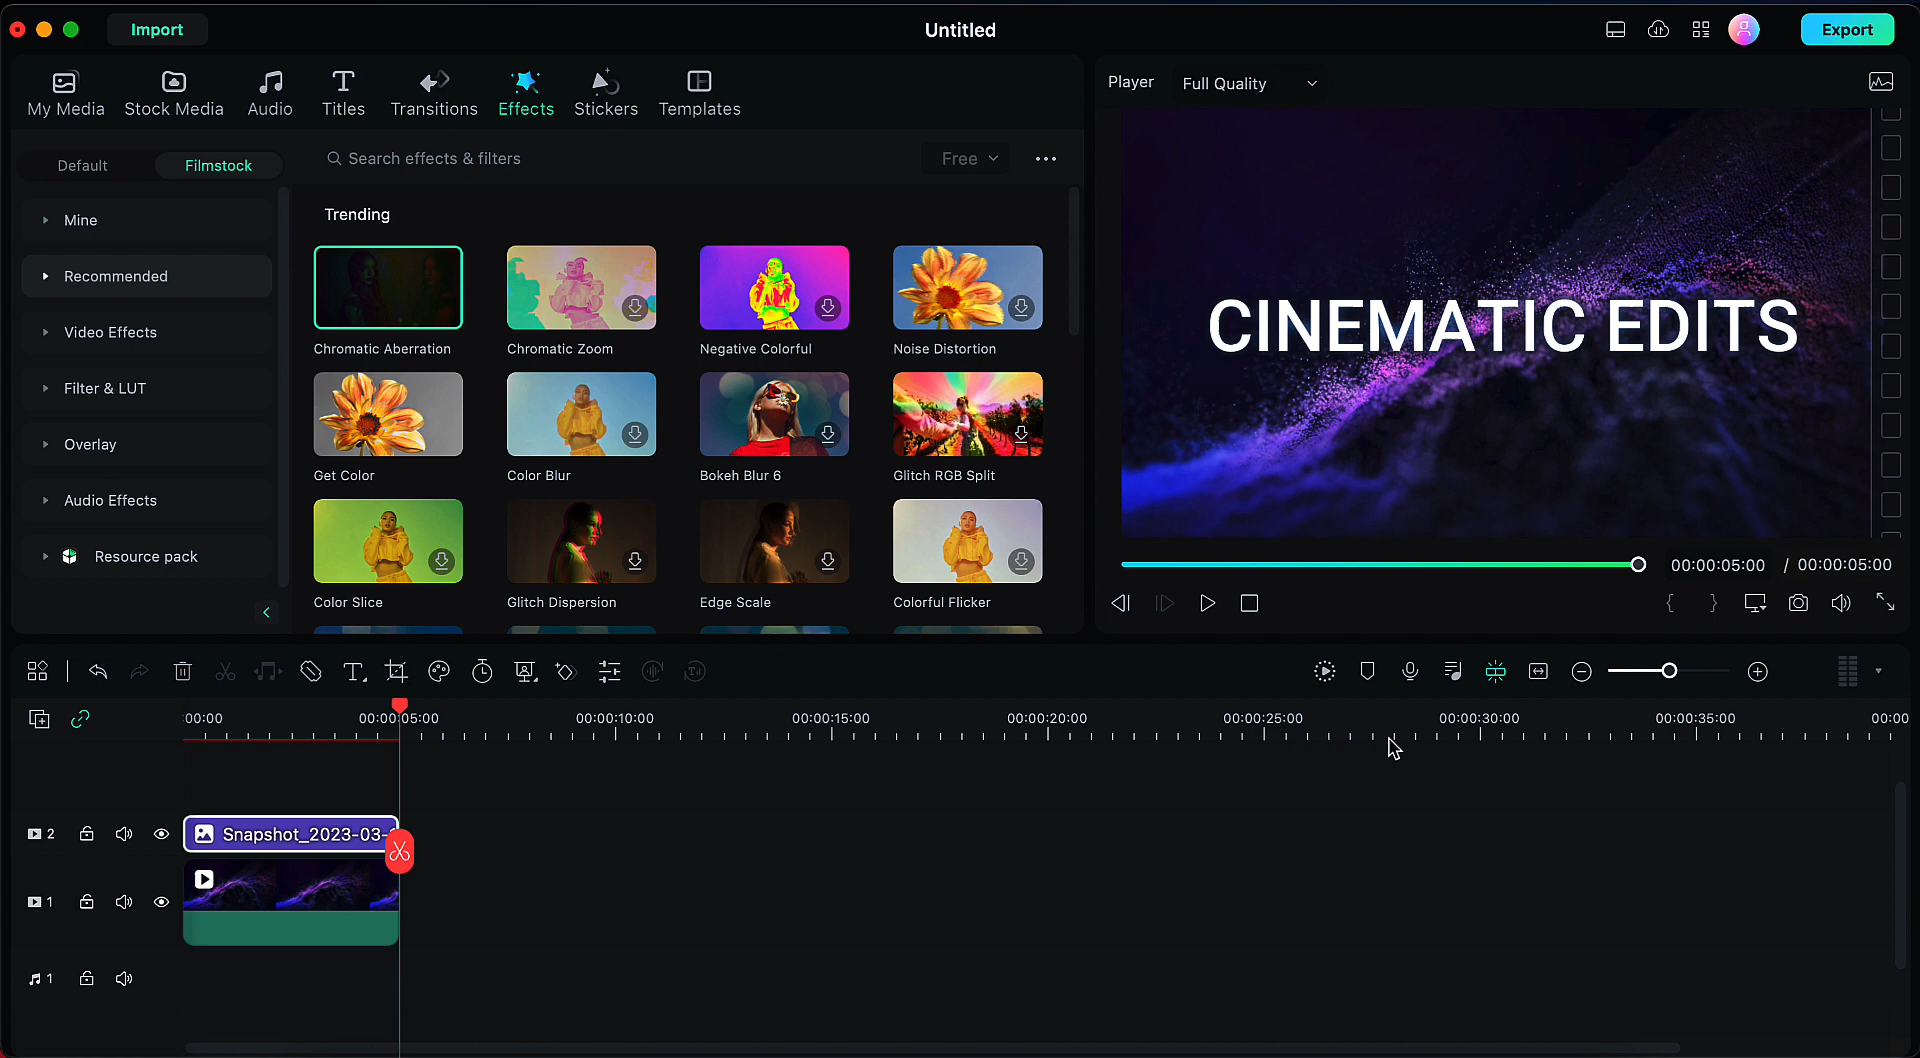 Import
Untitled
Export
My Media
Stock Media
Audio
Titles
Transitions
Effects
Stickers
Templates
Default
Filmstock
Search effects & filters
Free
Mine
Recommended
Video Effects
Filter & LUT
Overlay
Audio Effects
Resource pack
Trending
Chromatic Aberration
Chromatic Zoom
Negative Colorful
Noise Distortion
Get Color
Color Blur
Bokeh Blur 6
Glitch RGB Split
Color Slice
Glitch Dispersion
Edge Scale
Colorful Flicker
Player
Full Quality
CINEMATIC EDITS
00:00:05:00 / 00:00:05:00
:00:00 00:00:05:00 00:00:10:00 00:00:15:00 00:00:20:00 00:00:25:00 00:00:30:00 00:00:35:00 00:00
2
Snapshot_2023-03-
1
1